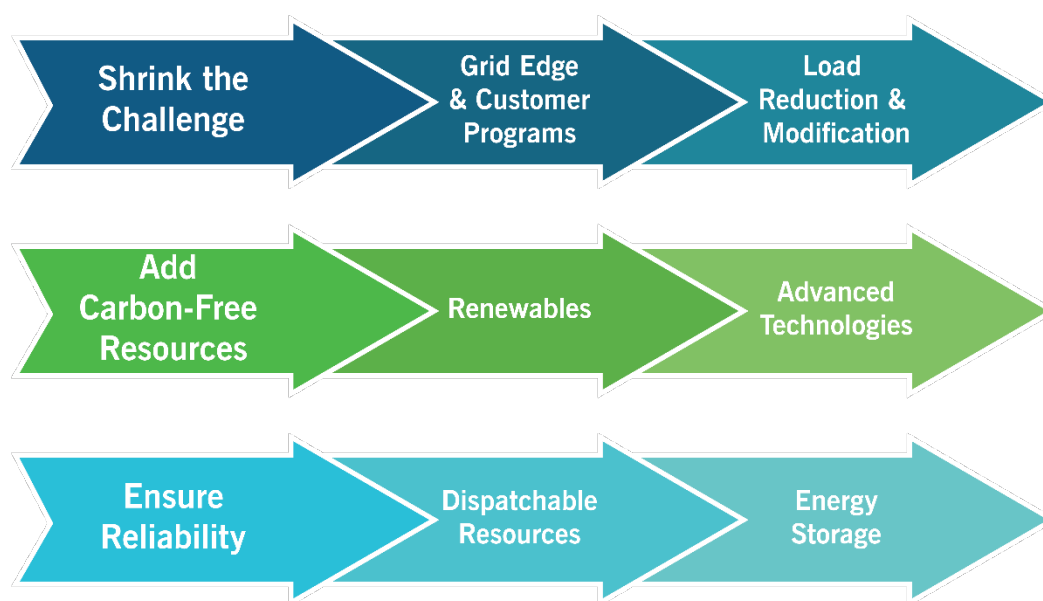 Shrink the
Challenge
Grid Edge
& Customer
Programs
Load
Reduction &
Modification
Add
Carbon-Free
Resources
Renewables
Advanced
Technologies
Ensure
Reliability
Dispatchable
Resources
Energy
Storage